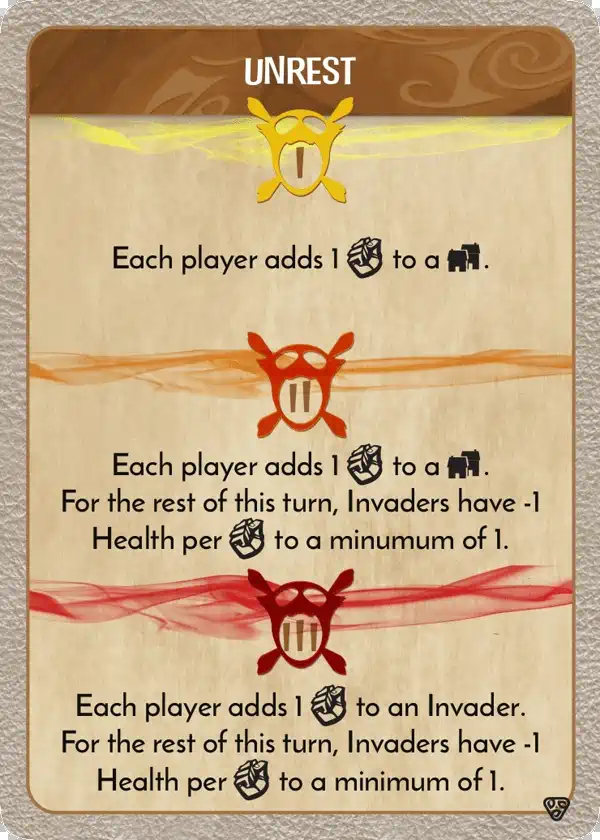 UNREST
I
Each player adds 1 to a .
II
Each player adds 1 to a .
For the rest of this turn, Invaders have -1
Health per to a minumum of 1.
III
Each player adds 1 to an Invader.
For the rest of this turn, Invaders have -1
Health per to a minimum of 1.